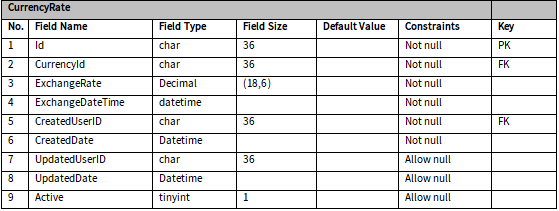 CurrencyRate
No. Field Name Field Type Field Size Default Value Constraints Key
1 Id char 36 Not null PK
2 CurrencyId char 36 Not null FK
3 ExchangeRate Decimal (18,6) Not null
4 ExchangeDateTime datetime Not null
5 CreatedUserID char 36 Not null FK
6 CreatedDate Datetime Not null
7 UpdatedUserID char 36 Allow null
8 UpdatedDate Datetime Allow null
9 Active tinyint 1 Allow null